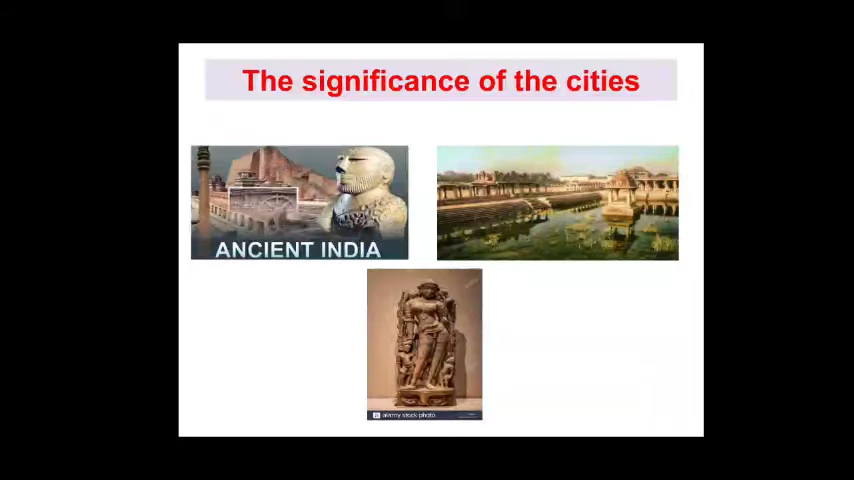 The significance of the cities
ANCIENT INDIA
alamy stock photo